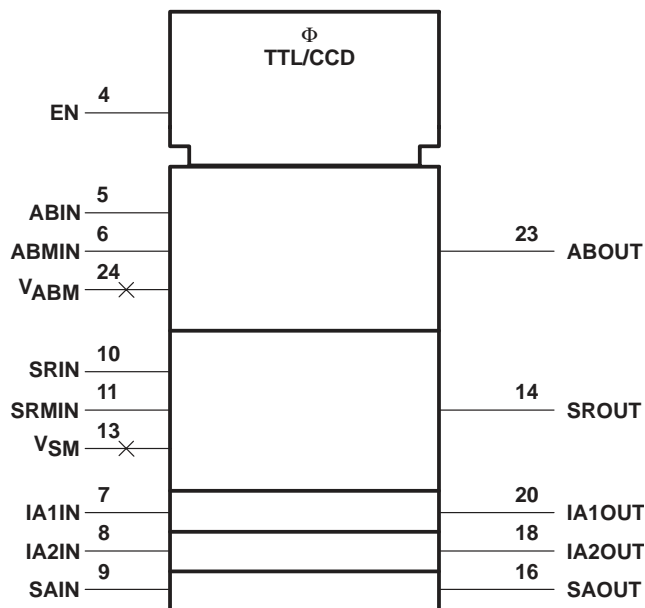 Φ
TTL/CCD
4
EN
5
ABIN
6
ABMIN
23
ABOUT
24
VABM
10
SRIN
11
SRMIN
14
SROUT
13
VSM
7
IA1IN
20
IA1OUT
8
IA2IN
18
IA2OUT
9
SAIN
16
SAOUT